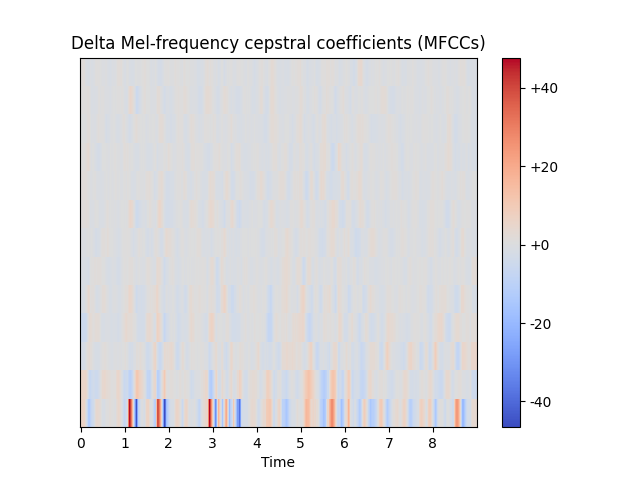 Delta Mel-frequency cepstral coefficients (MFCCs)
+40
+20
+0
-20
-40
0 1 2 3 4 5 6 7 8
Time